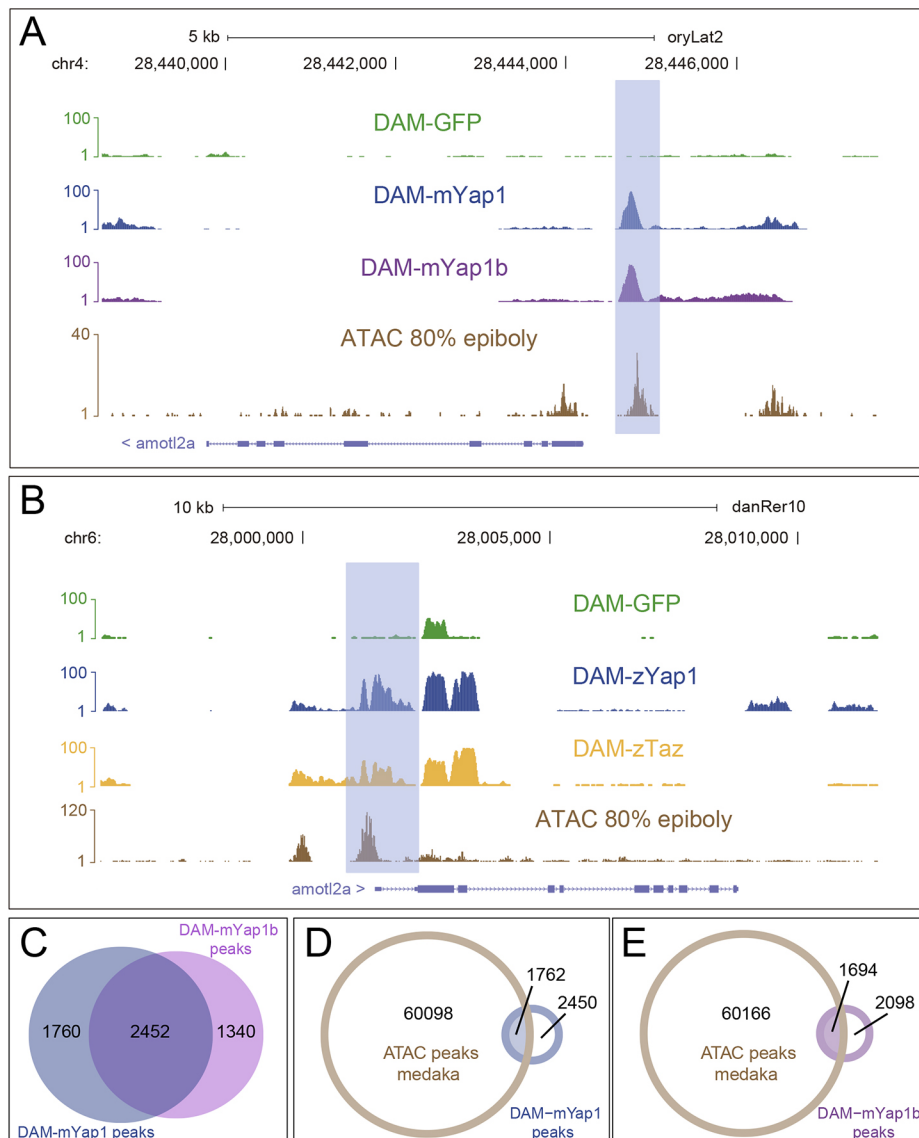 A
5 kb oryLat2
chr4: 28,440,000 28,442,000 28,444,000 28,446,000
DAM-GFP
100
1
DAM-mYap1
100
1
DAM-mYap1b
100
1
ATAC 80% epiboly
40
1
< amotl2a
B
10 kb danRer10
chr6: 28,000,000 28,005,000 28,010,000
DAM-GFP
100
1
DAM-zYap1
100
1
DAM-zTaz
100
1
ATAC 80% epiboly
120
1
amotl2a >
C
DAM-mYap1b
peaks
1760 2452 1340
DAM-mYap1 peaks
D
1762
2450
60098
ATAC peaks
medaka
DAM−mYap1
peaks
E
1694
2098
60166
ATAC peaks
medaka
DAM−mYap1b
peaks